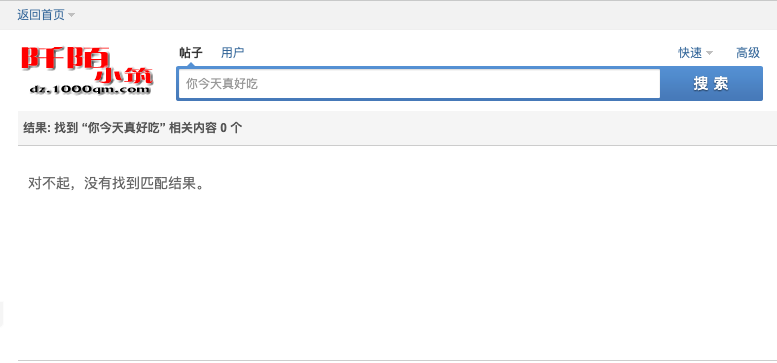 返回首页
阡陌小筑
dz.1000qm.com
帖子 用户 快速 高级
你今天真好吃 搜索
结果: 找到 “你今天真好吃” 相关内容 0 个
对不起，没有找到匹配结果。